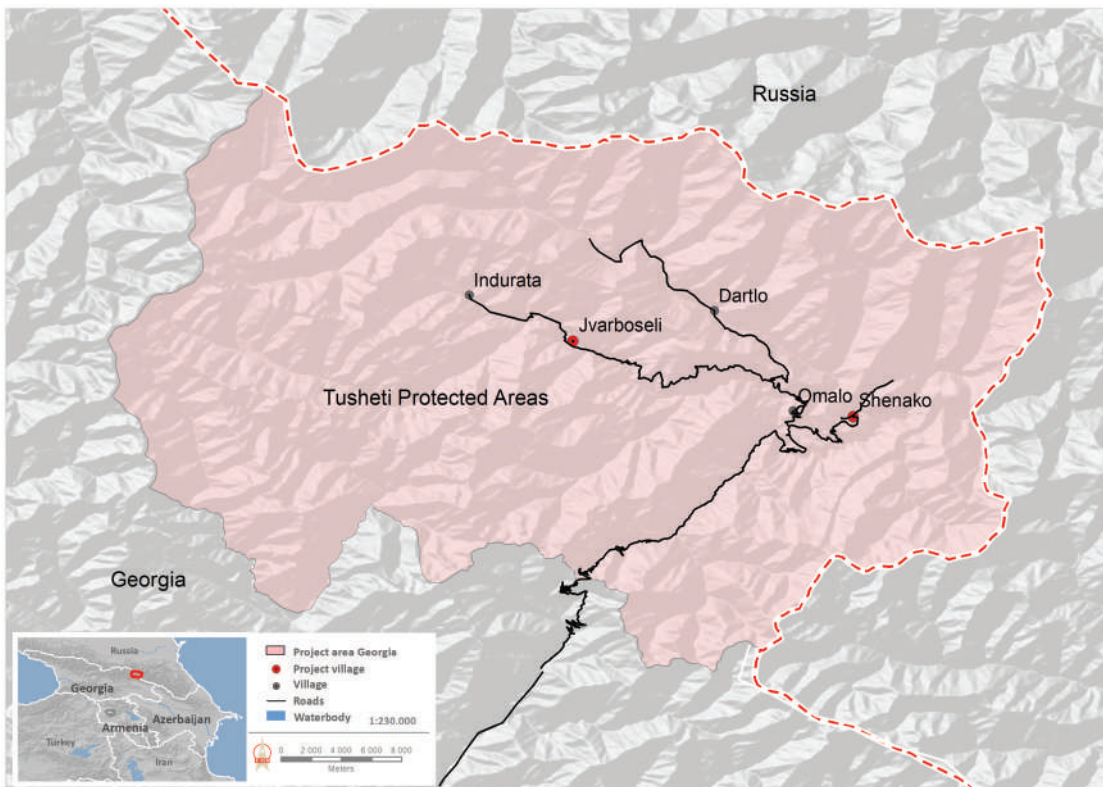 Russia
Indurata
Dartlo
Jvarboseli
Tusheti Protected Areas
Omalo
Shenako
Georgia
Russia
Georgia
Armenia
Azerbaijan
Turkey
Iran
Project area Georgia
Project village
Village
Roads
Waterbody
1:230.000
0 2 000 4 000 6 000 8 000
Meters